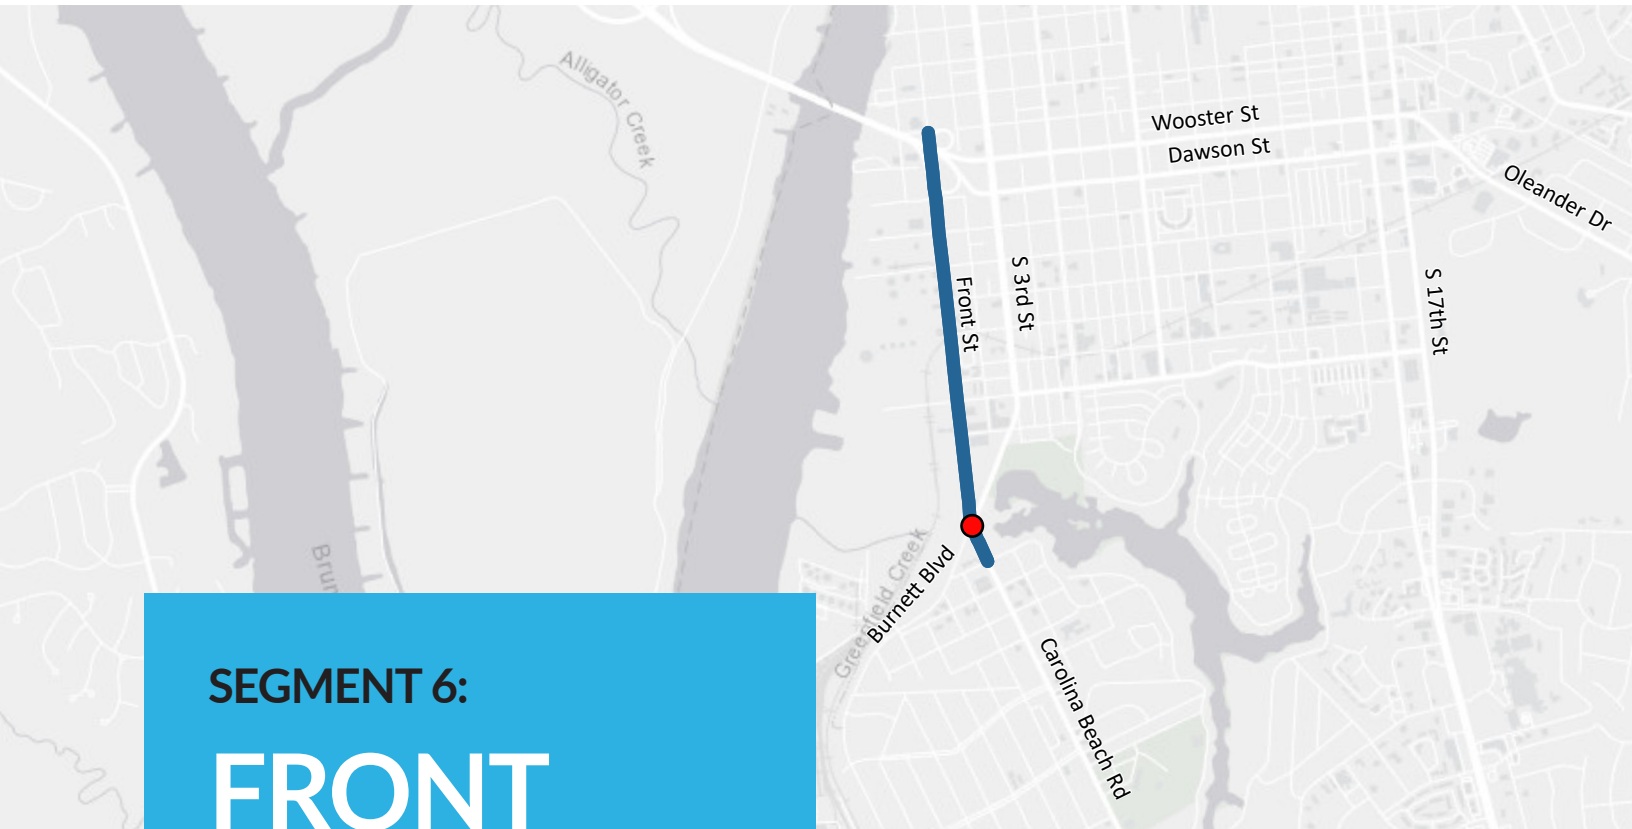 Alligator Creek
Wooster St
Dawson St
Oleander Dr
S 3rd St
Front St
S 17th St
Brun
Greenfield Creek
Burnett Blvd
Carolina Beach Rd
SEGMENT 6:
FRONT